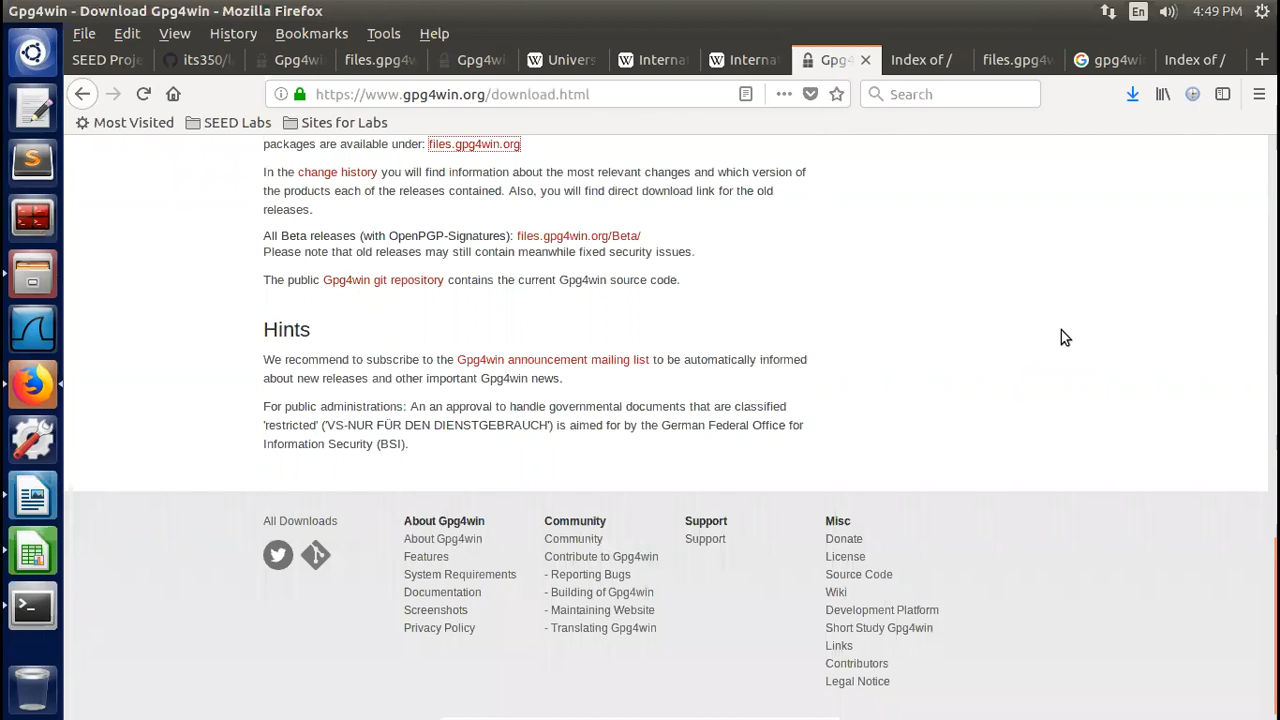 Gpg4win - Download Gpg4win - Mozilla Firefox
En
4:49 PM
File Edit View History Bookmarks Tools Help
SEED Proje its350/l Gpg4wi files.gpg4w Gpg4wi Univers Interna Interna Gpg4 Index of / files.gpg4w gpg4wi Index of /
https://www.gpg4win.org/download.html
Search
Most Visited SEED Labs Sites for Labs
packages are available under: files.gpg4win.org
In the change history you will find information about the most relevant changes and which version of
the products each of the releases contained. Also, you will find direct download link for the old
releases.
All Beta releases (with OpenPGP-Signatures): files.gpg4win.org/Beta/
Please note that old releases may still contain meanwhile fixed security issues.
The public Gpg4win git repository contains the current Gpg4win source code.
Hints
We recommend to subscribe to the Gpg4win announcement mailing list to be automatically informed
about new releases and other important Gpg4win news.
For public administrations: An an approval to handle governmental documents that are classified
'restricted' ('VS-NUR FÜR DEN DIENSTGEBRAUCH') is aimed for by the German Federal Office for
Information Security (BSI).
All Downloads
About Gpg4win
About Gpg4win
Features
System Requirements
Documentation
Screenshots
Privacy Policy
Community
Community
Contribute to Gpg4win
- Reporting Bugs
- Building of Gpg4win
- Maintaining Website
- Translating Gpg4win
Support
Support
Misc
Donate
License
Source Code
Wiki
Development Platform
Short Study Gpg4win
Links
Contributors
Legal Notice